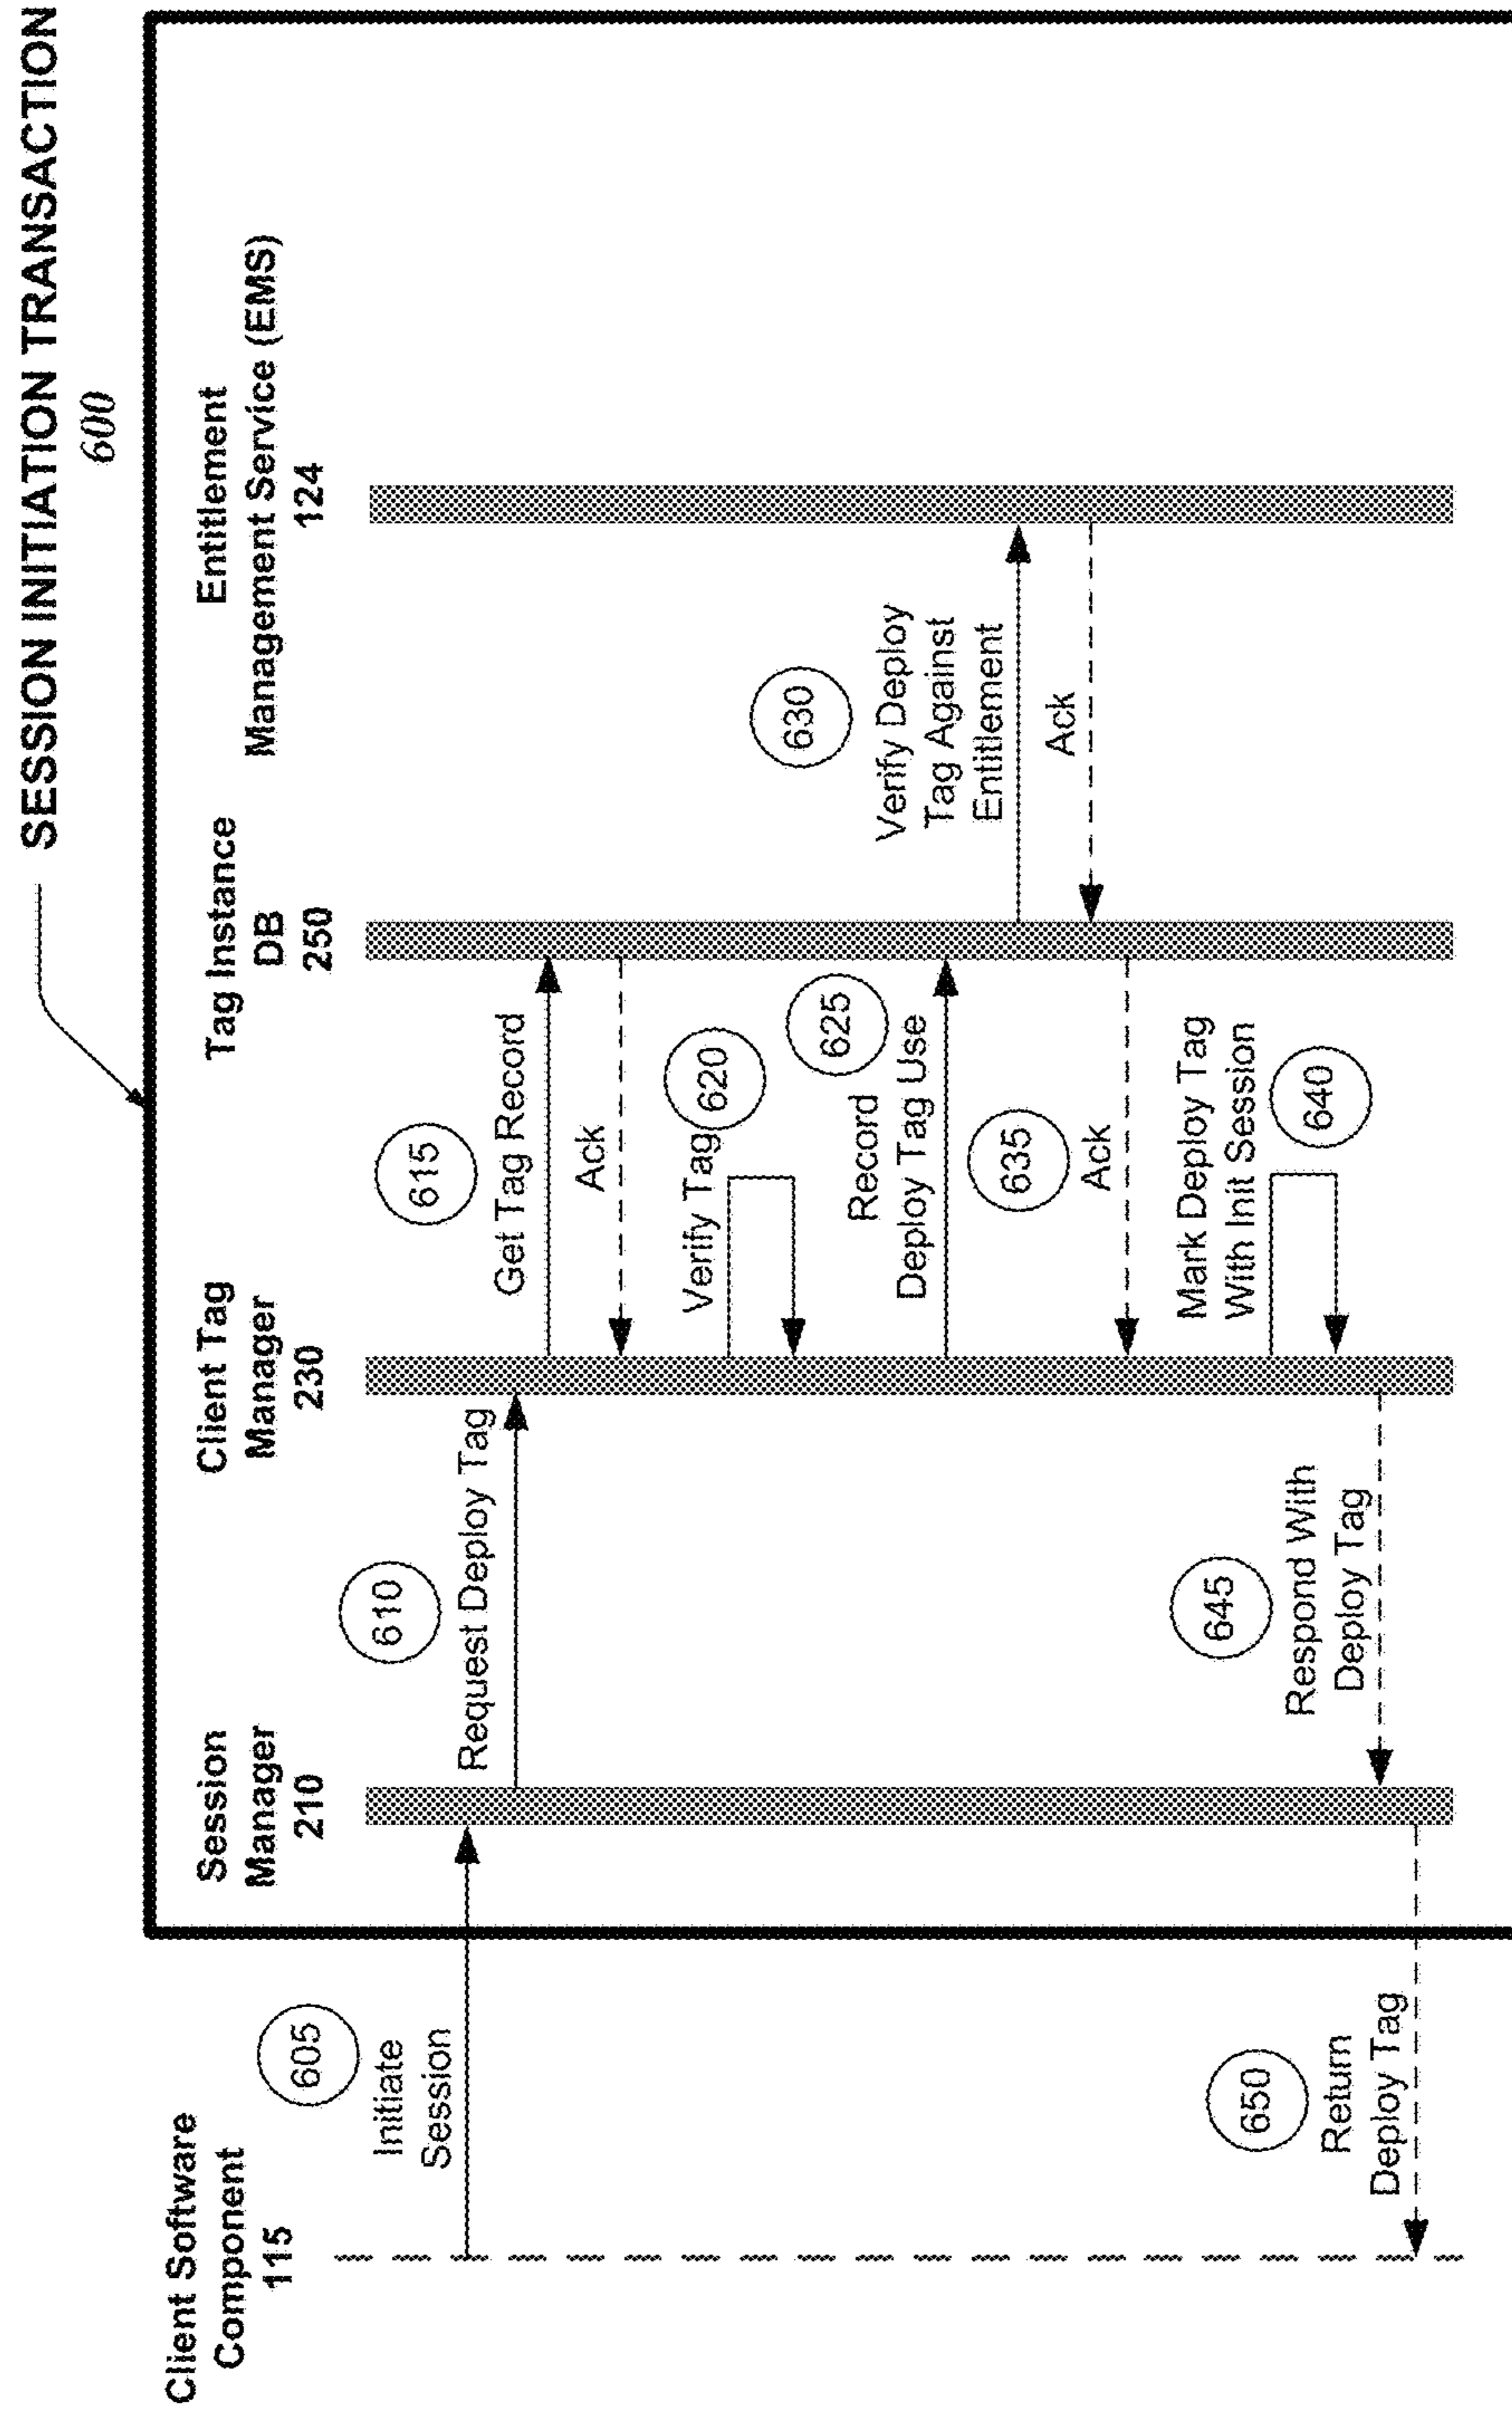 SESSION INITIATION TRANSACTION
600
Client Software
Component
115
Session
Manager
210
Client Tag
Manager
230
Tag Instance
DB
250
Entitlement
Management Service (EMS)
124
605
Initiate
Session
610
Request Deploy Tag
615
Get Tag Record
Ack
Verify Tag
620
625
Record
Deploy Tag Use
630
Verify Deploy
Tag Against
Entitlement
Ack
635
Ack
Mark Deploy Tag
With Init Session
640
645
Respond With
Deploy Tag
650
Return
Deploy Tag